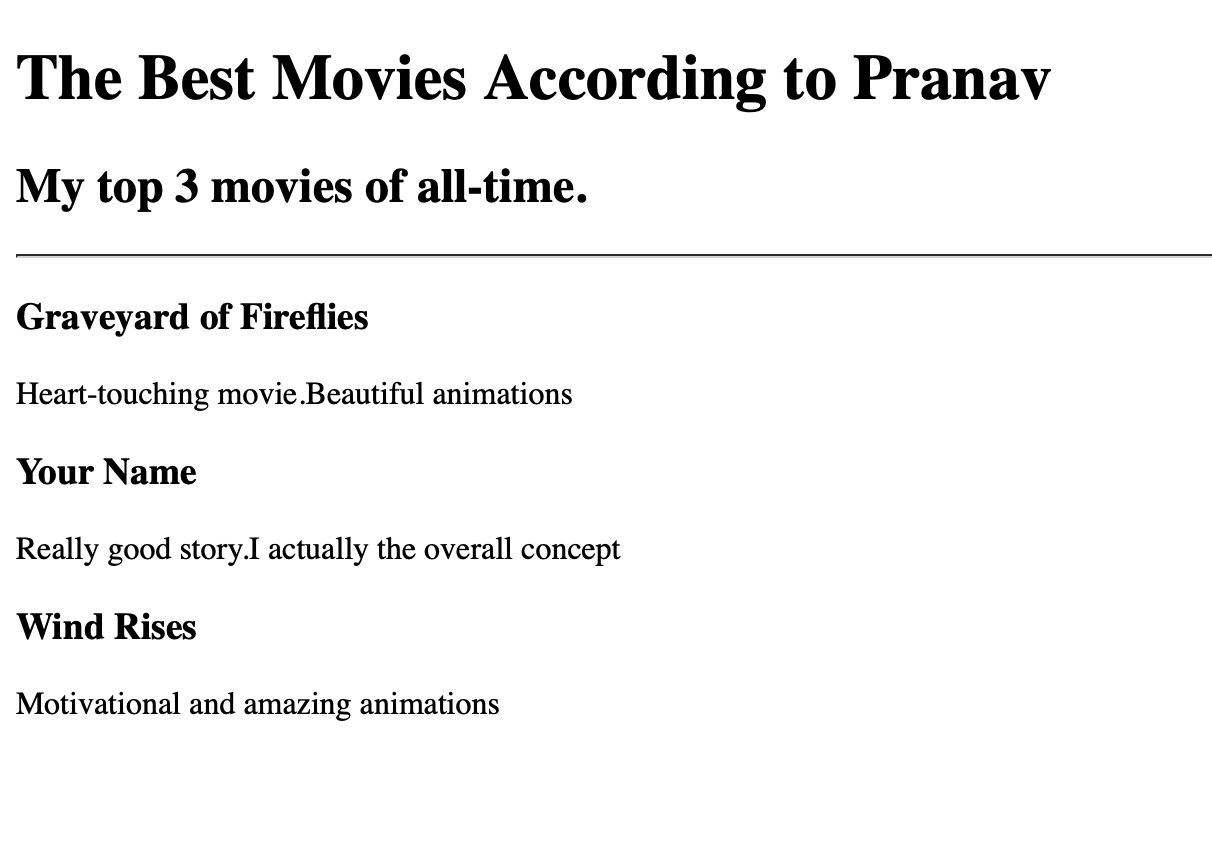 The Best Movies According to Pranav
My top 3 movies of all-time.
Graveyard of Fireflies
Heart-touching movie.Beautiful animations
Your Name
Really good story.I actually the overall concept
Wind Rises
Motivational and amazing animations